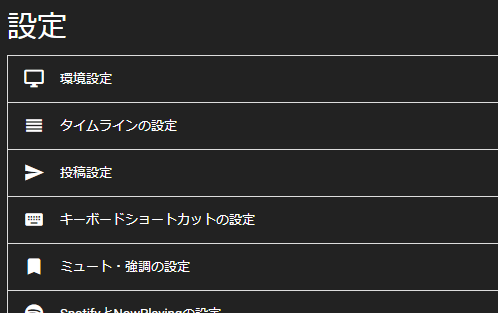 設定
環境設定
タイムラインの設定
投稿設定
キーボードショートカットの設定
ミュート・強調の設定
SpotifyとNowPlayingの設定